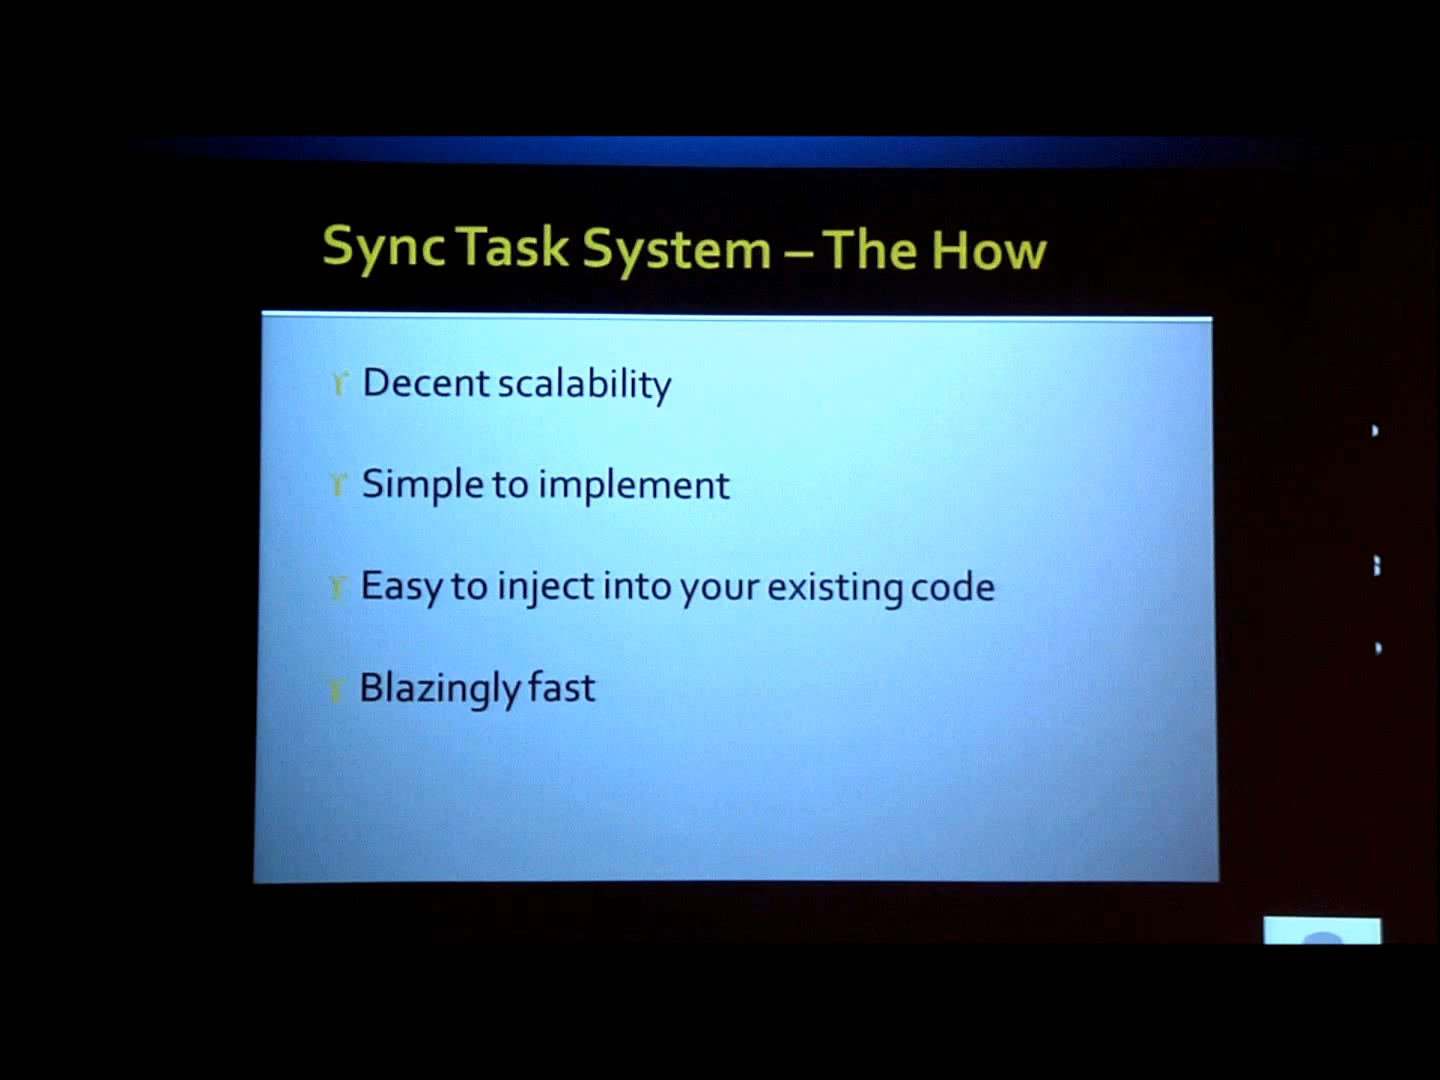 Sync Task System – The How
ϒ Decent scalability
ϒ Simple to implement
ϒ Easy to inject into your existing code
ϒ Blazingly fast